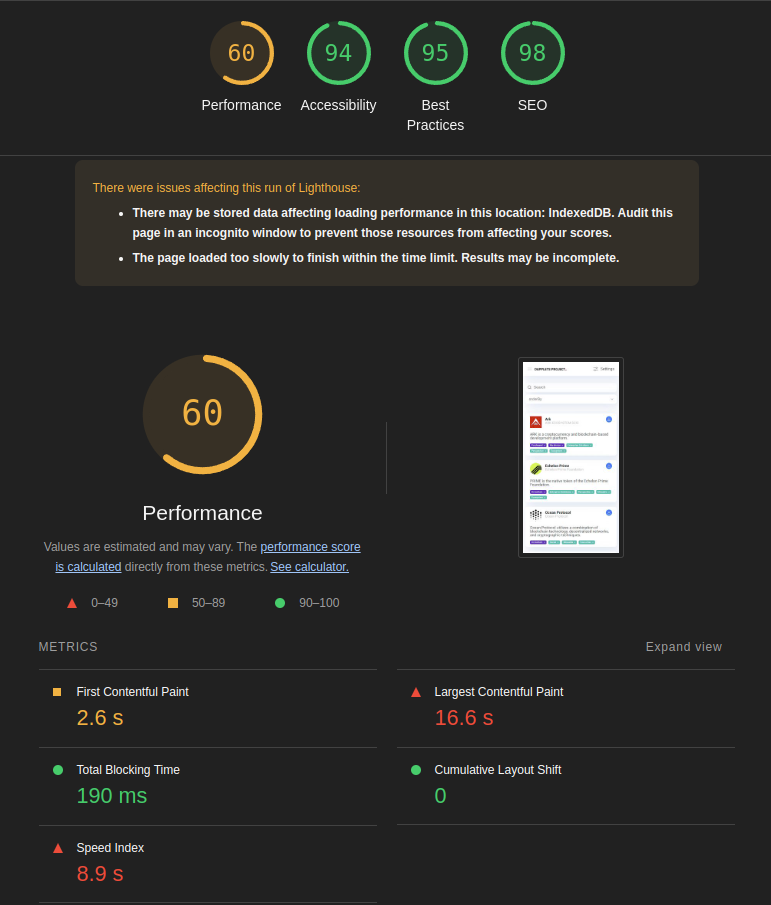 60
94
95
98
Performance
Accessibility
Best
Practices
SEO
There were issues affecting this run of Lighthouse:
There may be stored data affecting loading performance in this location: IndexedDB. Audit this
page in an incognito window to prevent those resources from affecting your scores.
The page loaded too slowly to finish within the time limit. Results may be incomplete.
60
Performance
Values are estimated and may vary. The performance score
is calculated directly from these metrics. See calculator.
0–49
50–89
90–100
Settings
Search
Ark
Ocean Protocol
METRICS
Expand view
First Contentful Paint
2.6 s
Largest Contentful Paint
16.6 s
Total Blocking Time
190 ms
Cumulative Layout Shift
0
Speed Index
8.9 s